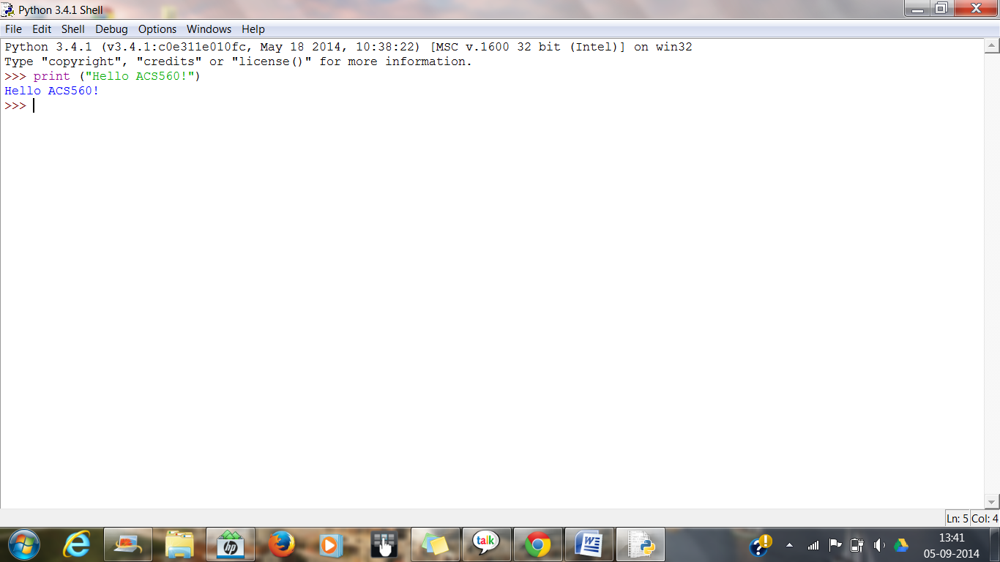 Python 3.4.1 Shell
File Edit Shell Debug Options Windows Help
Python 3.4.1 (v3.4.1:c0e311e010fc, May 18 2014, 10:38:22) [MSC v.1600 32 bit (Intel)] on win32
Type "copyright", "credits" or "license()" for more information.
>>> print ("Hello ACS560!")
Hello ACS560!
>>>
Ln: 5 Col: 4
hp
talk
13:41
05-09-2014